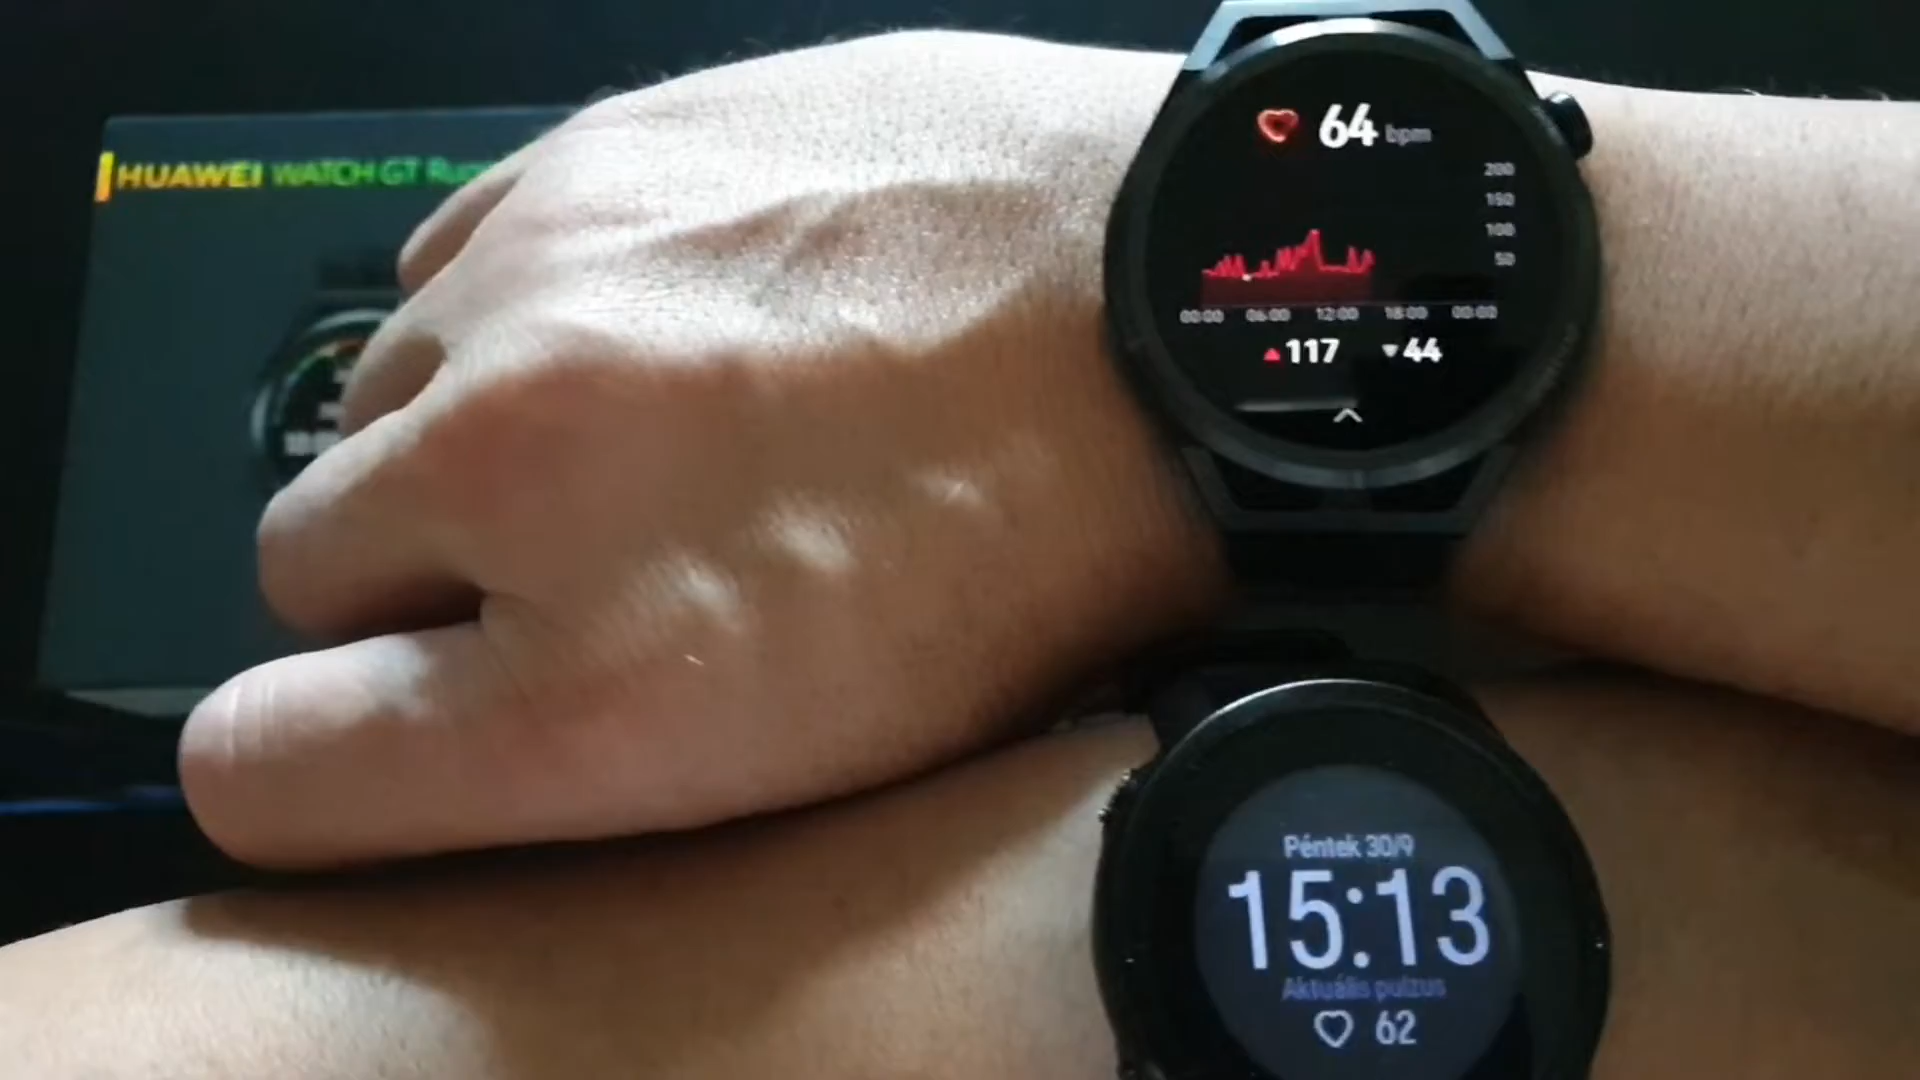 HUAWEI WATCH GT Run
64 bpm
200
150
100
50
00:00 06:00 12:00 18:00 00:00
▲117 ▼44
Péntek 30/9
15:13
Aktuális pulzus
62